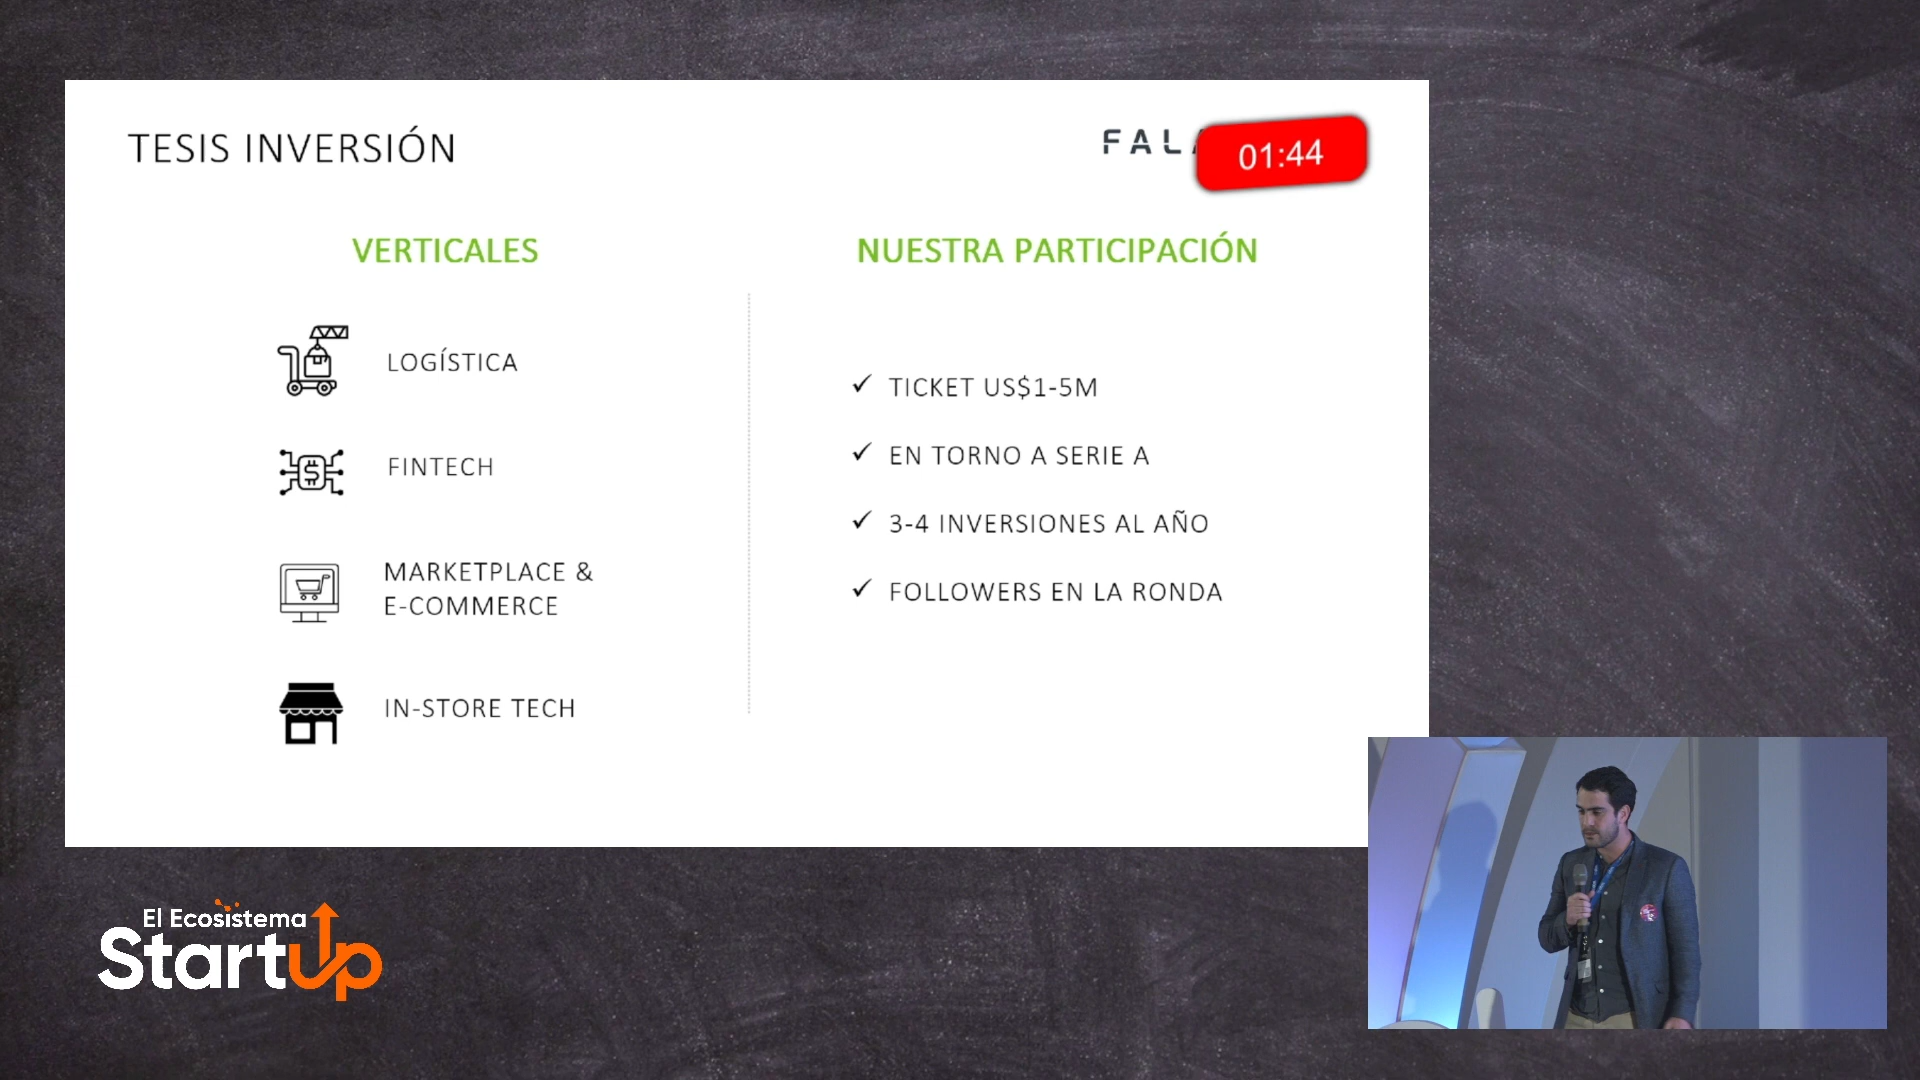 TESIS INVERSIÓN
FALA
01:44
VERTICALES
LOGÍSTICA
FINTECH
MARKETPLACE &
E-COMMERCE
IN-STORE TECH
NUESTRA PARTICIPACIÓN
✓ TICKET US$1-5M
✓ EN TORNO A SERIE A
✓ 3-4 INVERSIONES AL AÑO
✓ FOLLOWERS EN LA RONDA
El Ecosistema
StartUp